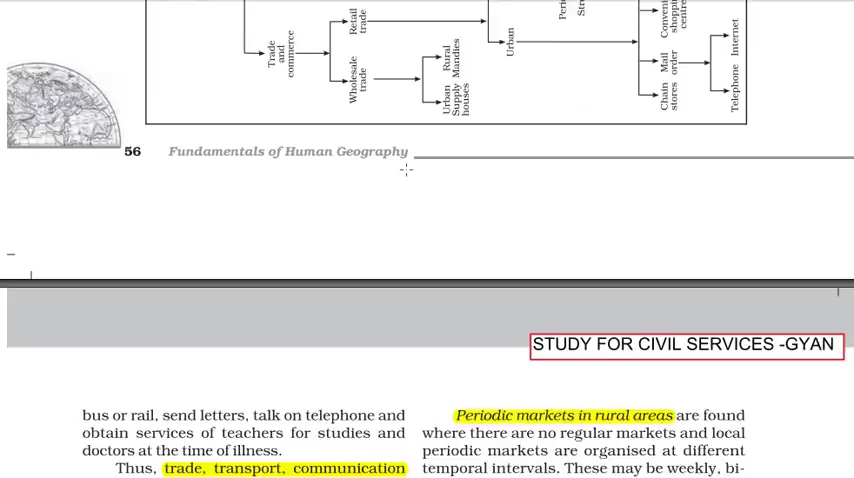 Trade
and
commerce
Retail
trade
Wholesale
trade
Rural
Mandies
Urban
Supply
houses
Urban
shopping
centre
Mail
order
Chain
stores
Internet
Telephone
56 Fundamentals of Human Geography
STUDY FOR CIVIL SERVICES -GYAN
bus or rail, send letters, talk on telephone and
obtain services of teachers for studies and
doctors at the time of illness.
Thus, trade, transport, communication
Periodic markets in rural areas are found
where there are no regular markets and local
periodic markets are organised at different
temporal intervals. These may be weekly, bi-